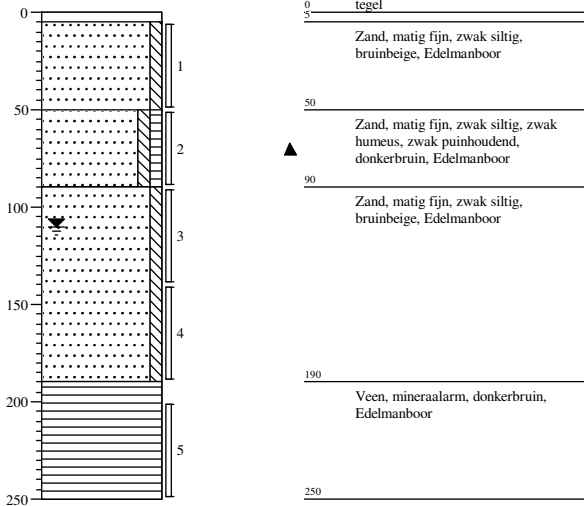 0
50
100
150
200
250
1
2
3
4
5
0
tegel
5
Zand, matig fijn, zwak siltig,
bruinbeige, Edelmanboor
50
Zand, matig fijn, zwak siltig, zwak
humeus, zwak puinhoudend,
donkerbruin, Edelmanboor
90
Zand, matig fijn, zwak siltig,
bruinbeige, Edelmanboor
190
Veen, mineraalarm, donkerbruin,
Edelmanboor
250